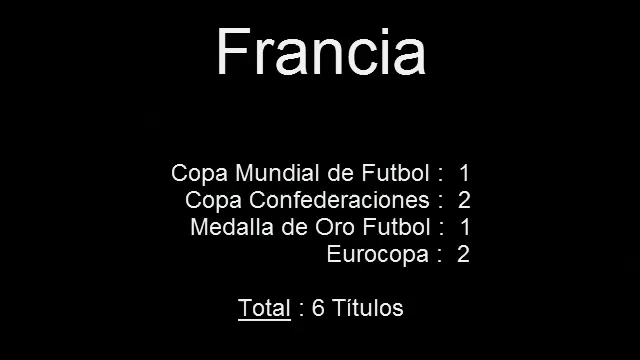 Francia
Copa Mundial de Futbol : 1
Copa Confederaciones : 2
Medalla de Oro Futbol : 1
Eurocopa : 2
Total : 6 Títulos